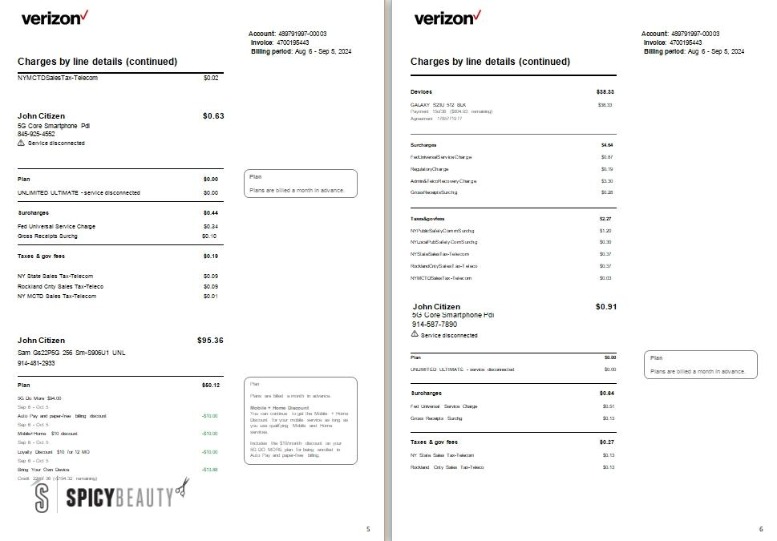 verizon
Account: 489791997-00003
Invoice: 4700195443
Billing period: Aug 6 - Sep 5, 2024
Charges by line details (continued)
NYMCTDSalesTax-Telecom $0.02
John Citizen $0.63
5G Core Smartphone Pdi
845-925-4552
Service disconnected
Plan $0.00
UNLIMITED ULTIMATE - service disconnected $0.00
Surcharges $0.44
Fed Universal Service Charge $0.34
Gross Receipts Surchg $0.10
Taxes & gov fees $0.19
NY State Sales Tax-Telecom $0.09
Rockland Cnty Sales Tax-Teleco $0.09
NY MCTD Sales Tax-Telecom $0.01
Plan
Plans are billed a month in advance.
John Citizen $95.36
Sam Gs22P5G 256 Sm-S906U1 UNL
914-481-2933
Plan $50.12
5G Do More $94.00
Sep 6 - Oct 5
Auto Pay and paper-free billing discount -$10.00
Sep 6 - Oct 5
Mobile+Home $10 discount -$10.00
Sep 6 - Oct 5
Loyalty Discount $10 for 12 MO -$10.00
Sep 6 - Oct 5
Bring Your Own Device
Plan
Plans are billed a month in advance.
Mobile + Home Discount
You can continue to get the Mobile + Home
Discount for your mobile service as long as
you have qualifying Mobile and Home
services.
Includes the $10/month discount on your
5G DO MORE plan for being enrolled in
Auto Pay and paper-free billing.
SPICYBEAUTY
5
verizon
Account: 489791997-00003
Invoice: 4700195443
Billing period: Aug 6 - Sep 5, 2024
Charges by line details (continued)
Devices $38.33
GALAXY S23U 512 BLK $38.33
Surcharges $4.64
FedUniversalServiceCharge $0.87
RegulatoryCharge $0.19
Admin&TelcoRecoveryCharge $3.30
GrossReceiptsSurchg $0.28
Taxes&govfees $2.27
NYPublicSafetyCommSurchg $1.20
NYLocalPubSafetyComSurchg $0.30
NYStateSalesTax-Telecom $0.37
RocklandCntySalesTax-Teleco $0.37
NYMCTDSalesTax-Telecom $0.03
John Citizen $0.91
5G Core Smartphone Pdi
914-587-7890
Service disconnected
Plan $0.00
UNLIMITED ULTIMATE - service disconnected $0.00
Surcharges $0.64
Fed Universal Service Charge $0.51
Gross Receipts Surchg $0.13
Taxes & gov fees $0.27
NY State Sales Tax-Telecom $0.13
Rockland Cnty Sales Tax-Teleco $0.13
Plan
Plans are billed a month in advance.
6